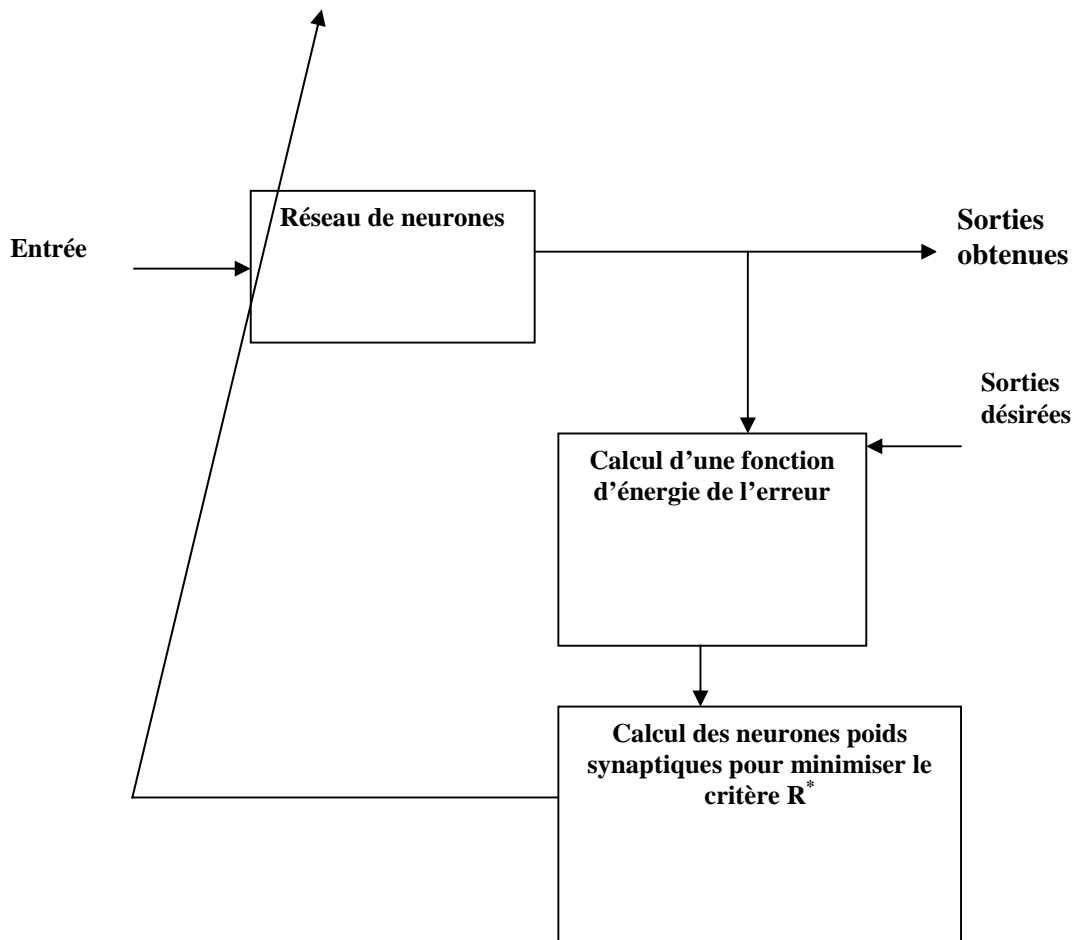 Réseau de neurones
Entrée
Sorties
obtenues
Sorties
désirées
Calcul d’une fonction
d’énergie de l’erreur
Calcul des neurones poids
synaptiques pour minimiser le
critère R*